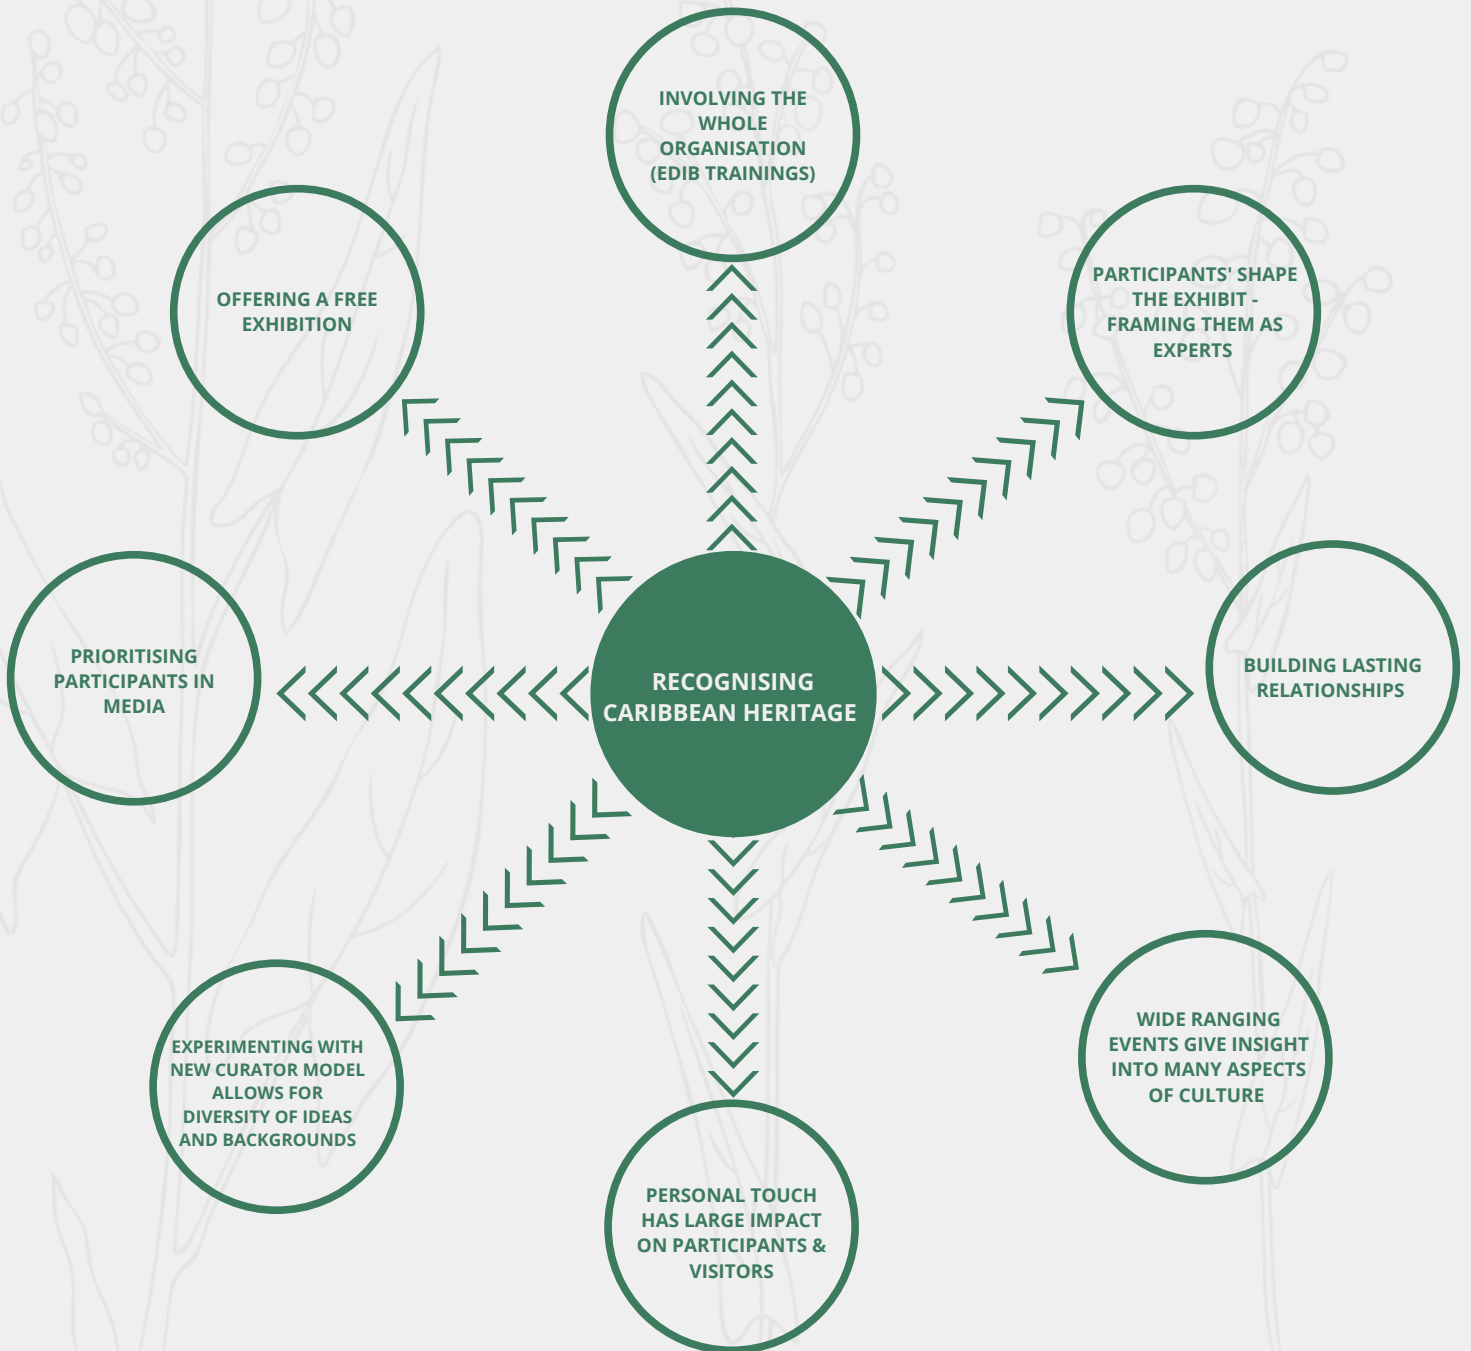 INVOLVING THE
WHOLE
ORGANISATION
(EDIB TRAININGS)
OFFERING A FREE
EXHIBITION
PARTICIPANTS' SHAPE
THE EXHIBIT -
FRAMING THEM AS
EXPERTS
PRIORITISING
PARTICIPANTS IN
MEDIA
RECOGNISING
CARIBBEAN HERITAGE
BUILDING LASTING
RELATIONSHIPS
EXPERIMENTING WITH
NEW CURATOR MODEL
ALLOWS FOR
DIVERSITY OF IDEAS
AND BACKGROUNDS
WIDE RANGING
EVENTS GIVE INSIGHT
INTO MANY ASPECTS
OF CULTURE
PERSONAL TOUCH
HAS LARGE IMPACT
ON PARTICIPANTS &
VISITORS